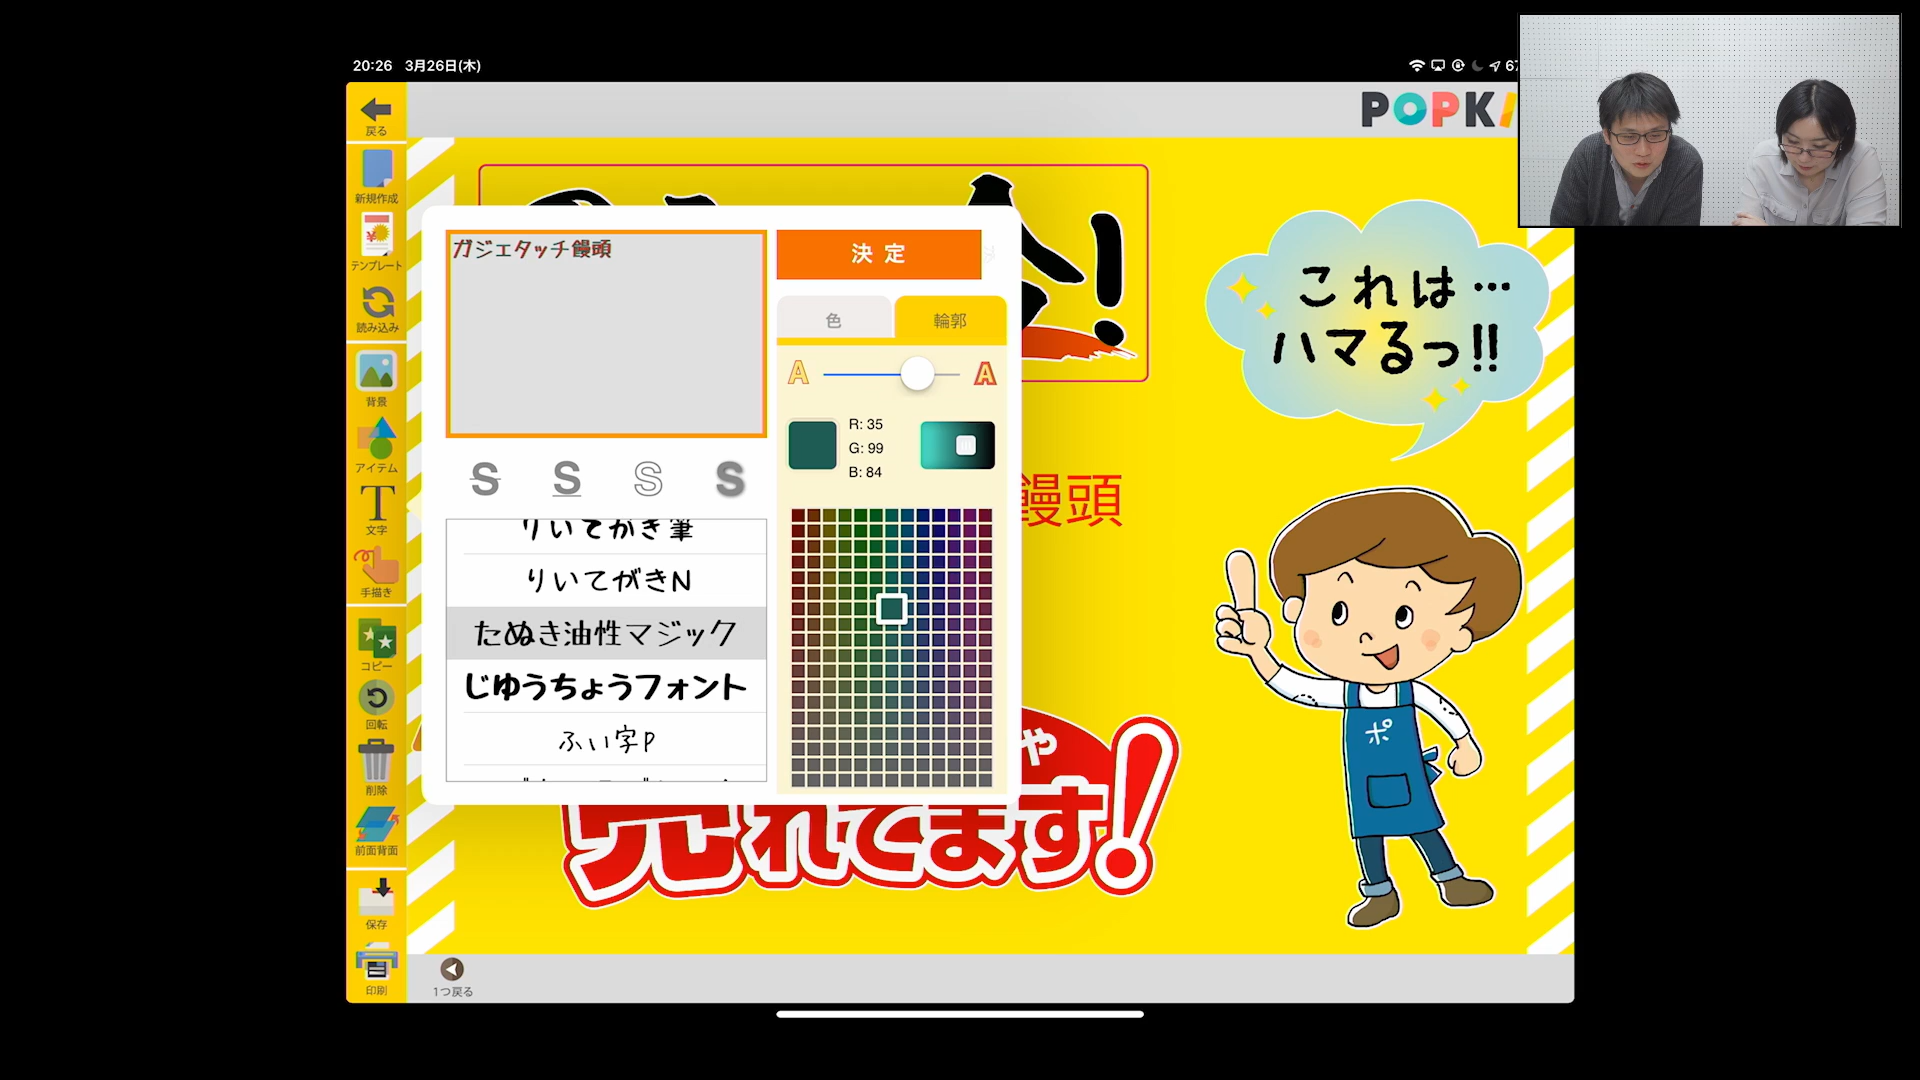 20:26 3月26日(木)
戻る
新規作成
テンプレート
読み込み
背景
アイテム
文字
手描き
コピー
回転
削除
前面背面
保存
印刷
POPK
ガジェタッチ饅頭
決定
色
輪郭
A A
R: 35
G: 99
B: 84
S S S S
りいてがき筆
りいてがきN
たぬき油性マジック
じゆうちょうフォント
ふい字P
饅頭
これは…
ハマるっ!!
ポ
や
売れてます!
1つ戻る